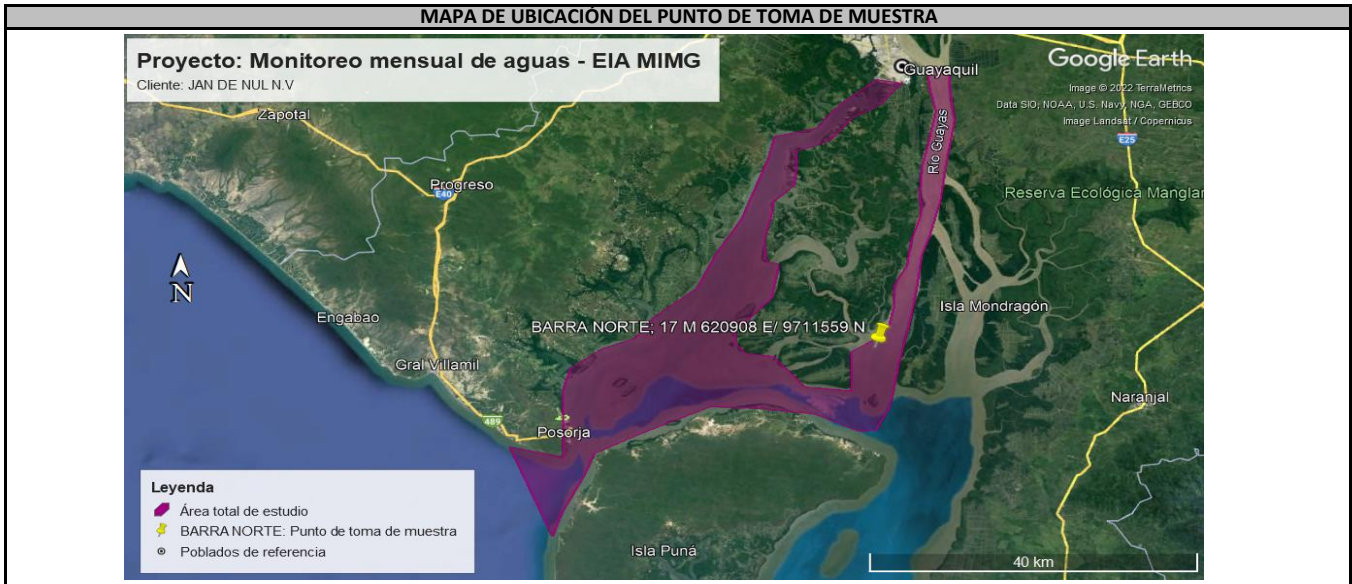 MAPA DE UBICACIÓN DEL PUNTO DE TOMA DE MUESTRA
Proyecto: Monitoreo mensual de aguas - EIA MIMG
Cliente: JAN DE NUL N.V
Google Earth
Image © 2022 TerraMetrics
Data SIO, NOAA, U.S. Navy, NGA, GEBCO
Image Landsat / Copernicus
Guayaquil
Zapotal
E25
Río Guayas
Progreso
E40
Reserva Ecológica Manglar
N
Isla Mondragón
Engabao
BARRA NORTE; 17 M 620908 E/ 9711559 N
Gral Villamil
Naranjal
489
Posorja
Leyenda
Área total de estudio
BARRA NORTE: Punto de toma de muestra
Poblados de referencia
Isla Puná
40 km